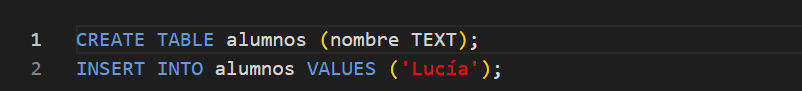 1 CREATE TABLE alumnos (nombre TEXT);
2 INSERT INTO alumnos VALUES ('Lucía');